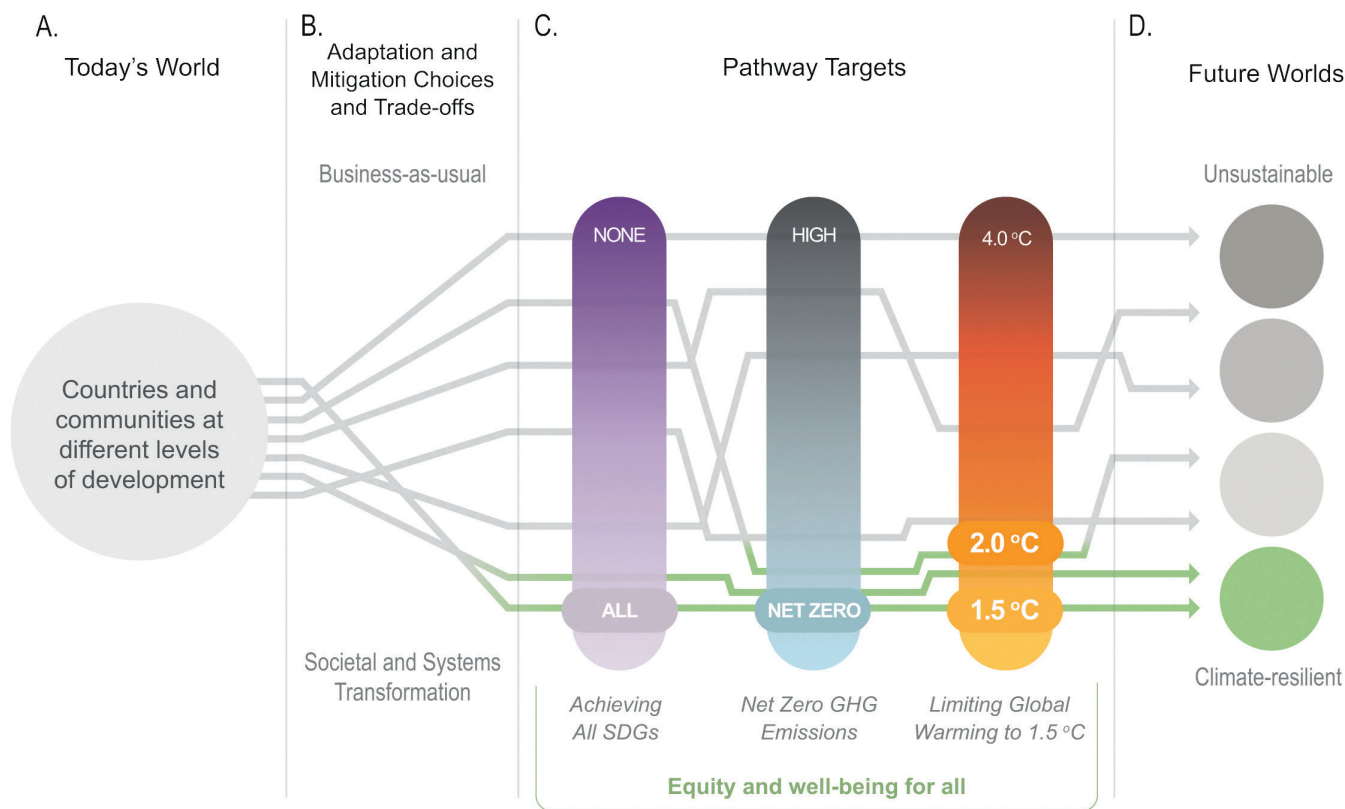 A.
Today's World
B.
Adaptation and
Mitigation Choices
and Trade-offs
C.
Pathway Targets
D.
Future Worlds
Business-as-usual
Unsustainable
NONE
HIGH
4.0 °C
Countries and
communities at
different levels
of development
2.0 °C
ALL
NET ZERO
1.5 °C
Societal and Systems
Transformation
Climate-resilient
Achieving
All SDGs
Net Zero GHG
Emissions
Limiting Global
Warming to 1.5 °C
Equity and well-being for all